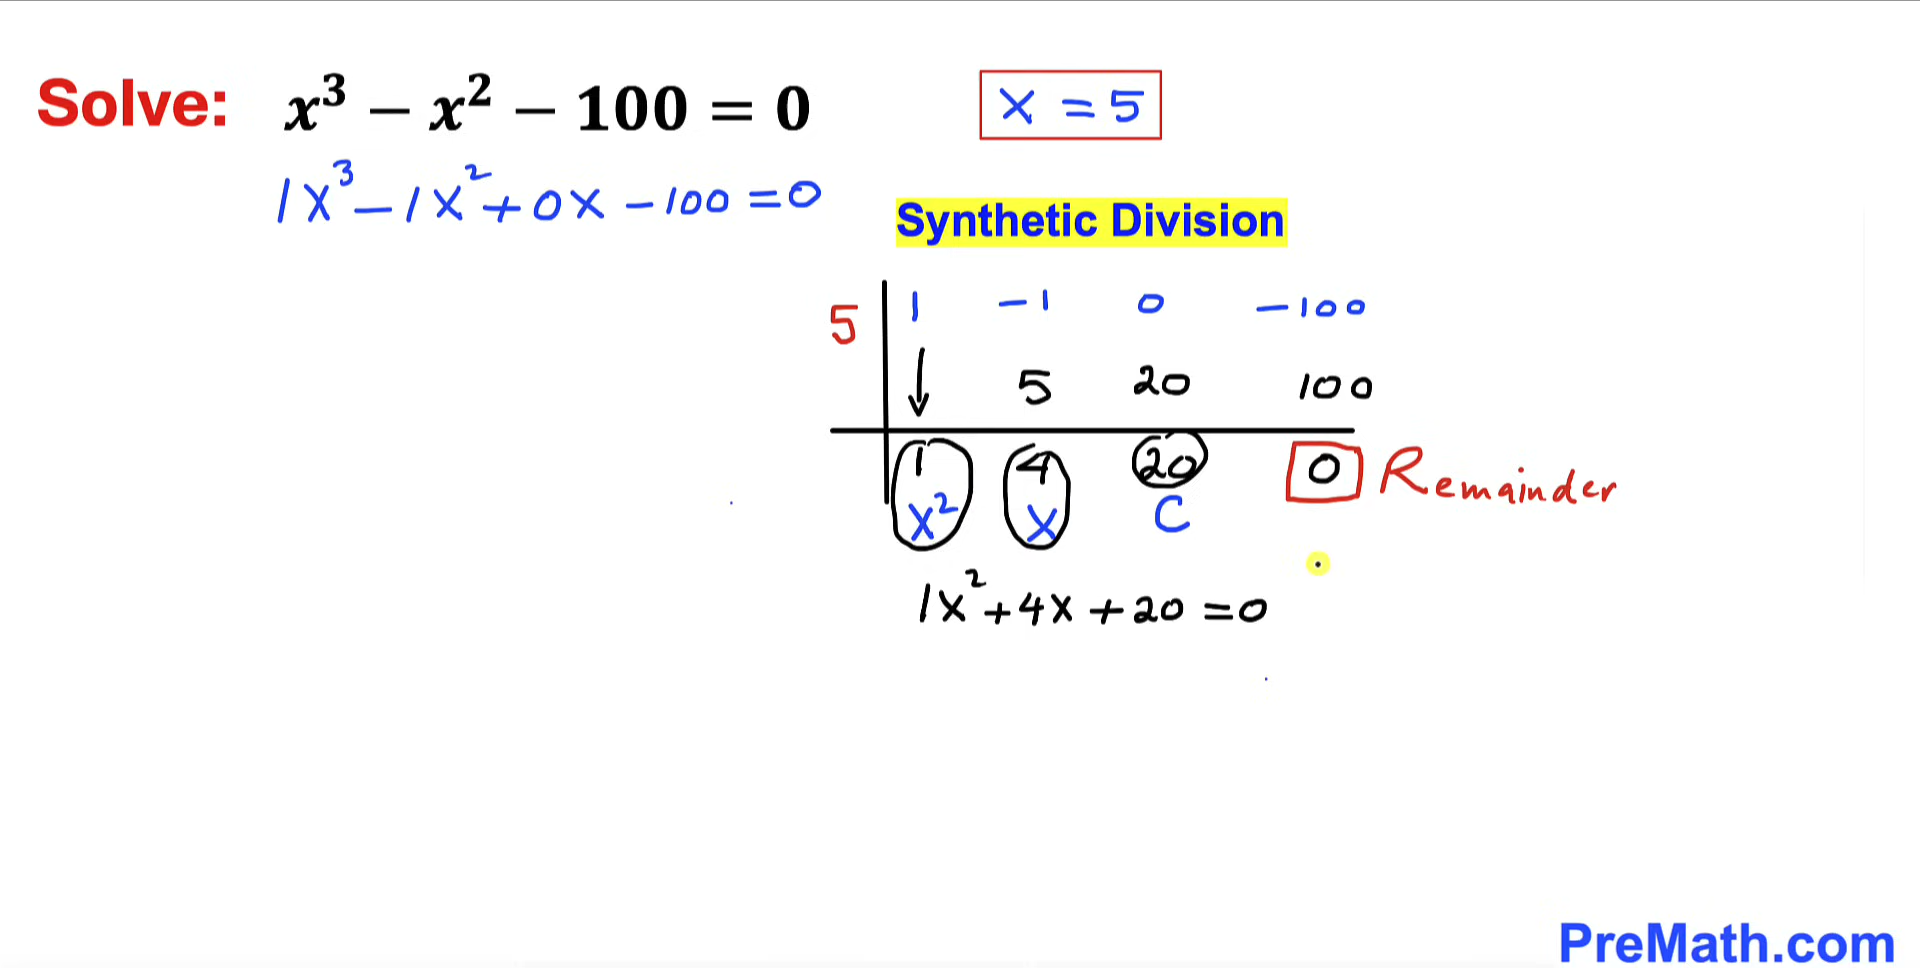 Solve: x³ − x² − 100 = 0
x = 5
1x³ − 1x² + 0x − 100 = 0
Synthetic Division
5 1 −1 0 −100
5 20 100
1 4 20 0 Remainder
x² x C
1x² + 4x + 20 = 0
PreMath.com